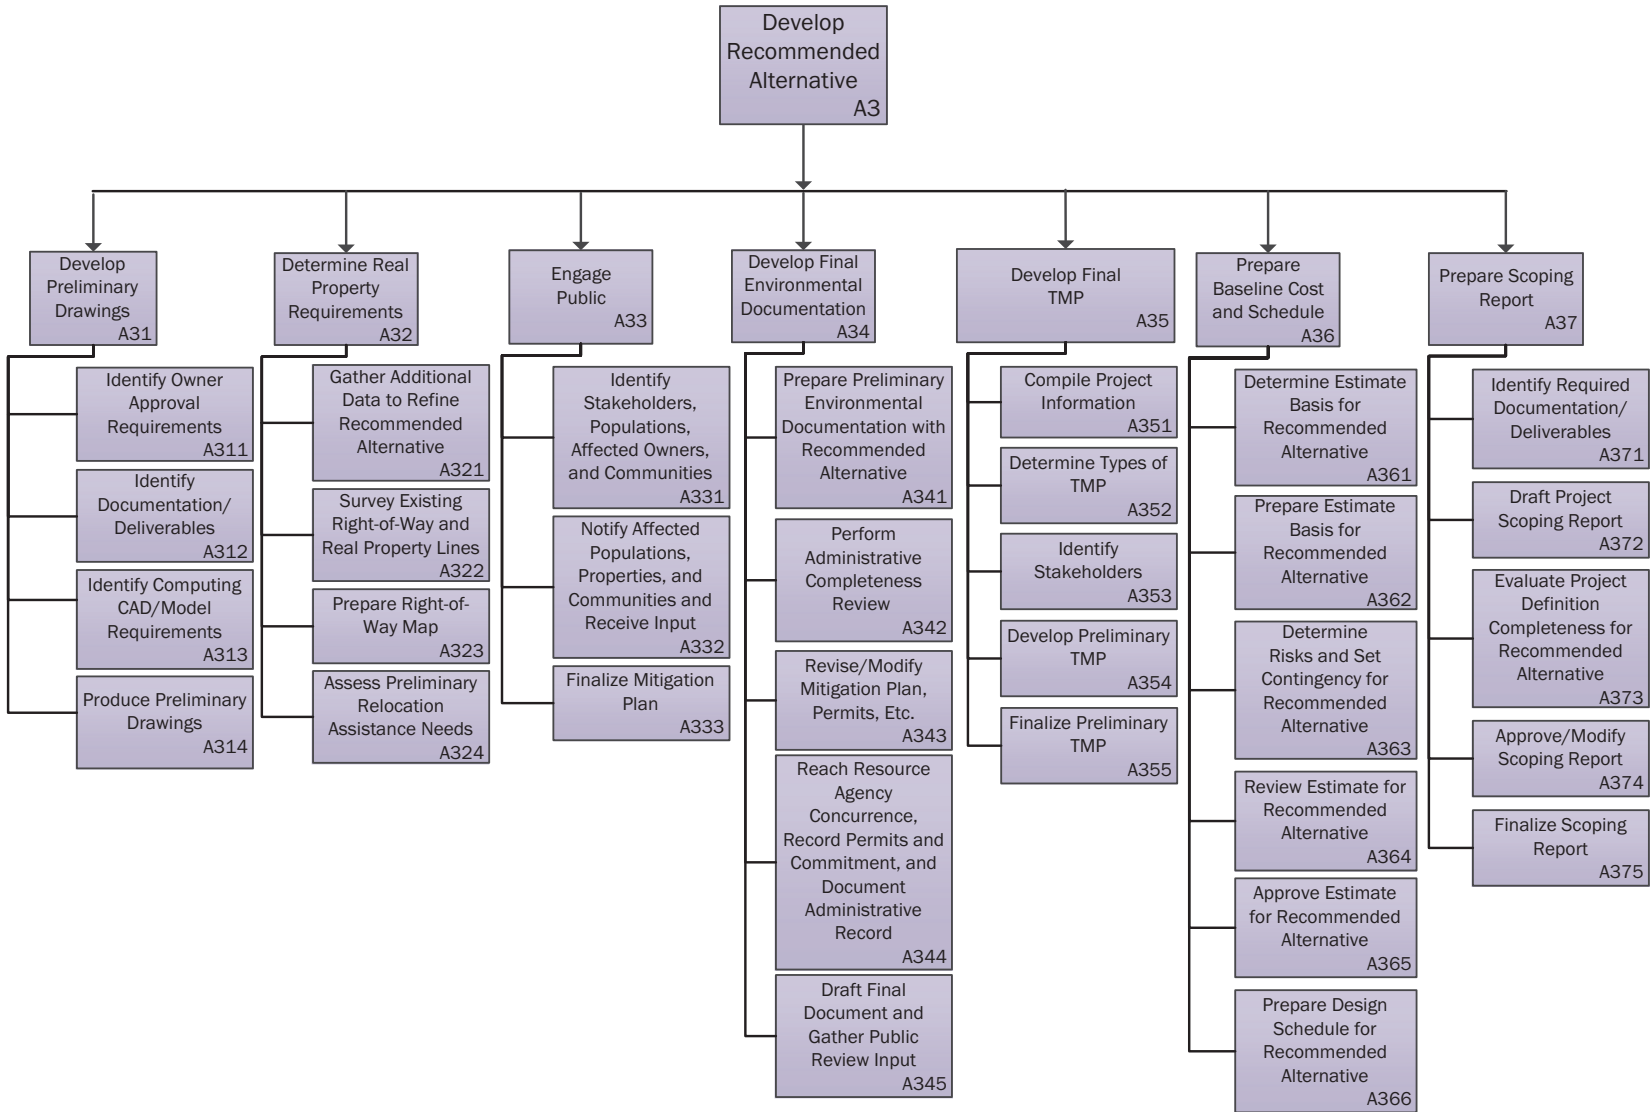 Develop
Recommended
Alternative
A3
Develop
Preliminary
Drawings
A31
Identify Owner
Approval
Requirements
A311
Identify
Documentation/
Deliverables
A312
Identify Computing
CAD/Model
Requirements
A313
Produce Preliminary
Drawings
A314
Determine Real
Property
Requirements
A32
Gather Additional
Data to Refine
Recommended
Alternative
A321
Survey Existing
Right-of-Way and
Real Property Lines
A322
Prepare Right-of-
Way Map
A323
Assess Preliminary
Relocation
Assistance Needs
A324
Engage
Public
A33
Identify
Stakeholders,
Populations,
Affected Owners,
and Communities
A331
Notify Affected
Populations,
Properties, and
Communities and
Receive Input
A332
Finalize Mitigation
Plan
A333
Develop Final
Environmental
Documentation
A34
Prepare Preliminary
Environmental
Documentation with
Recommended
Alternative
A341
Perform
Administrative
Completeness
Review
A342
Revise/Modify
Mitigation Plan,
Permits, Etc.
A343
Reach Resource
Agency
Concurrence,
Record Permits and
Commitment, and
Document
Administrative
Record
A344
Draft Final
Document and
Gather Public
Review Input
A345
Develop Final
TMP
A35
Compile Project
Information
A351
Determine Types of
TMP
A352
Identify
Stakeholders
A353
Develop Preliminary
TMP
A354
Finalize Preliminary
TMP
A355
Prepare
Baseline Cost
and Schedule
A36
Determine Estimate
Basis for
Recommended
Alternative
A361
Prepare Estimate
Basis for
Recommended
Alternative
A362
Determine
Risks and Set
Contingency for
Recommended
Alternative
A363
Review Estimate for
Recommended
Alternative
A364
Approve Estimate
for Recommended
Alternative
A365
Prepare Design
Schedule for
Recommended
Alternative
A366
Prepare Scoping
Report
A37
Identify Required
Documentation/
Deliverables
A371
Draft Project
Scoping Report
A372
Evaluate Project
Definition
Completeness for
Recommended
Alternative
A373
Approve/Modify
Scoping Report
A374
Finalize Scoping
Report
A375